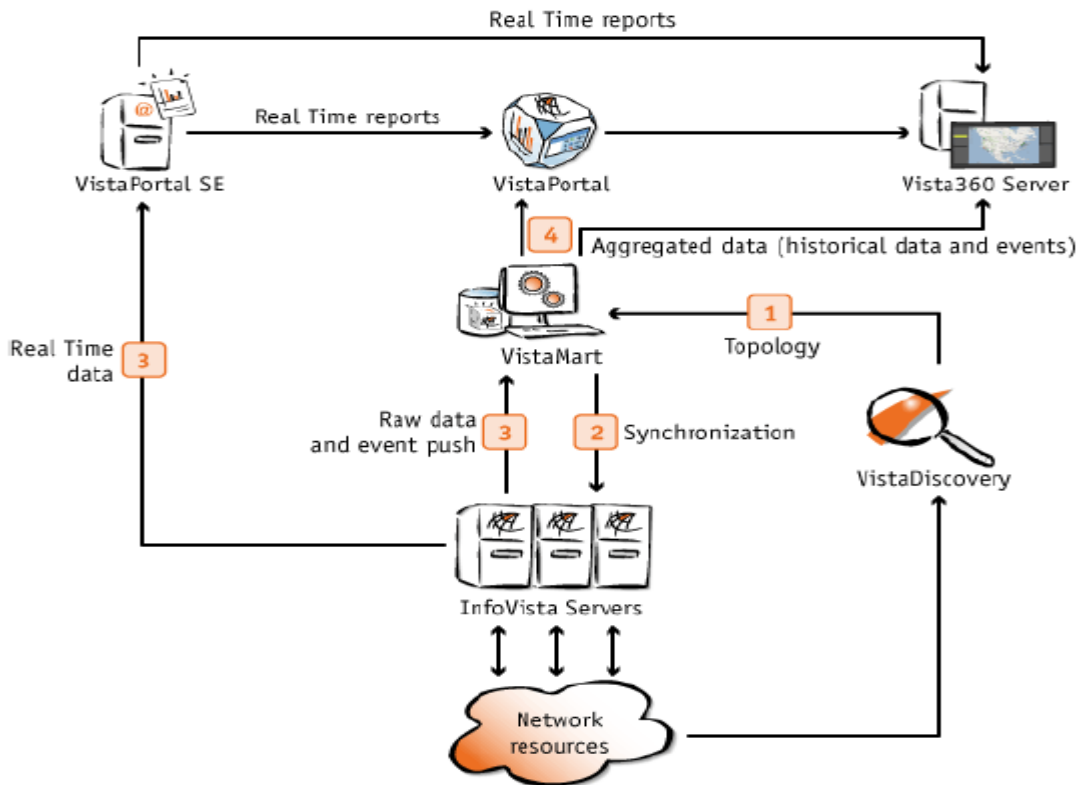 Real Time reports
@
Real Time reports
VistaPortal SE
VistaPortal
Vista360 Server
4
Aggregated data (historical data and events)
1
Topology
VistaMart
Real Time
data
3
Raw data
and event push
3
2
Synchronization
VistaDiscovery
InfoVista Servers
Network
resources